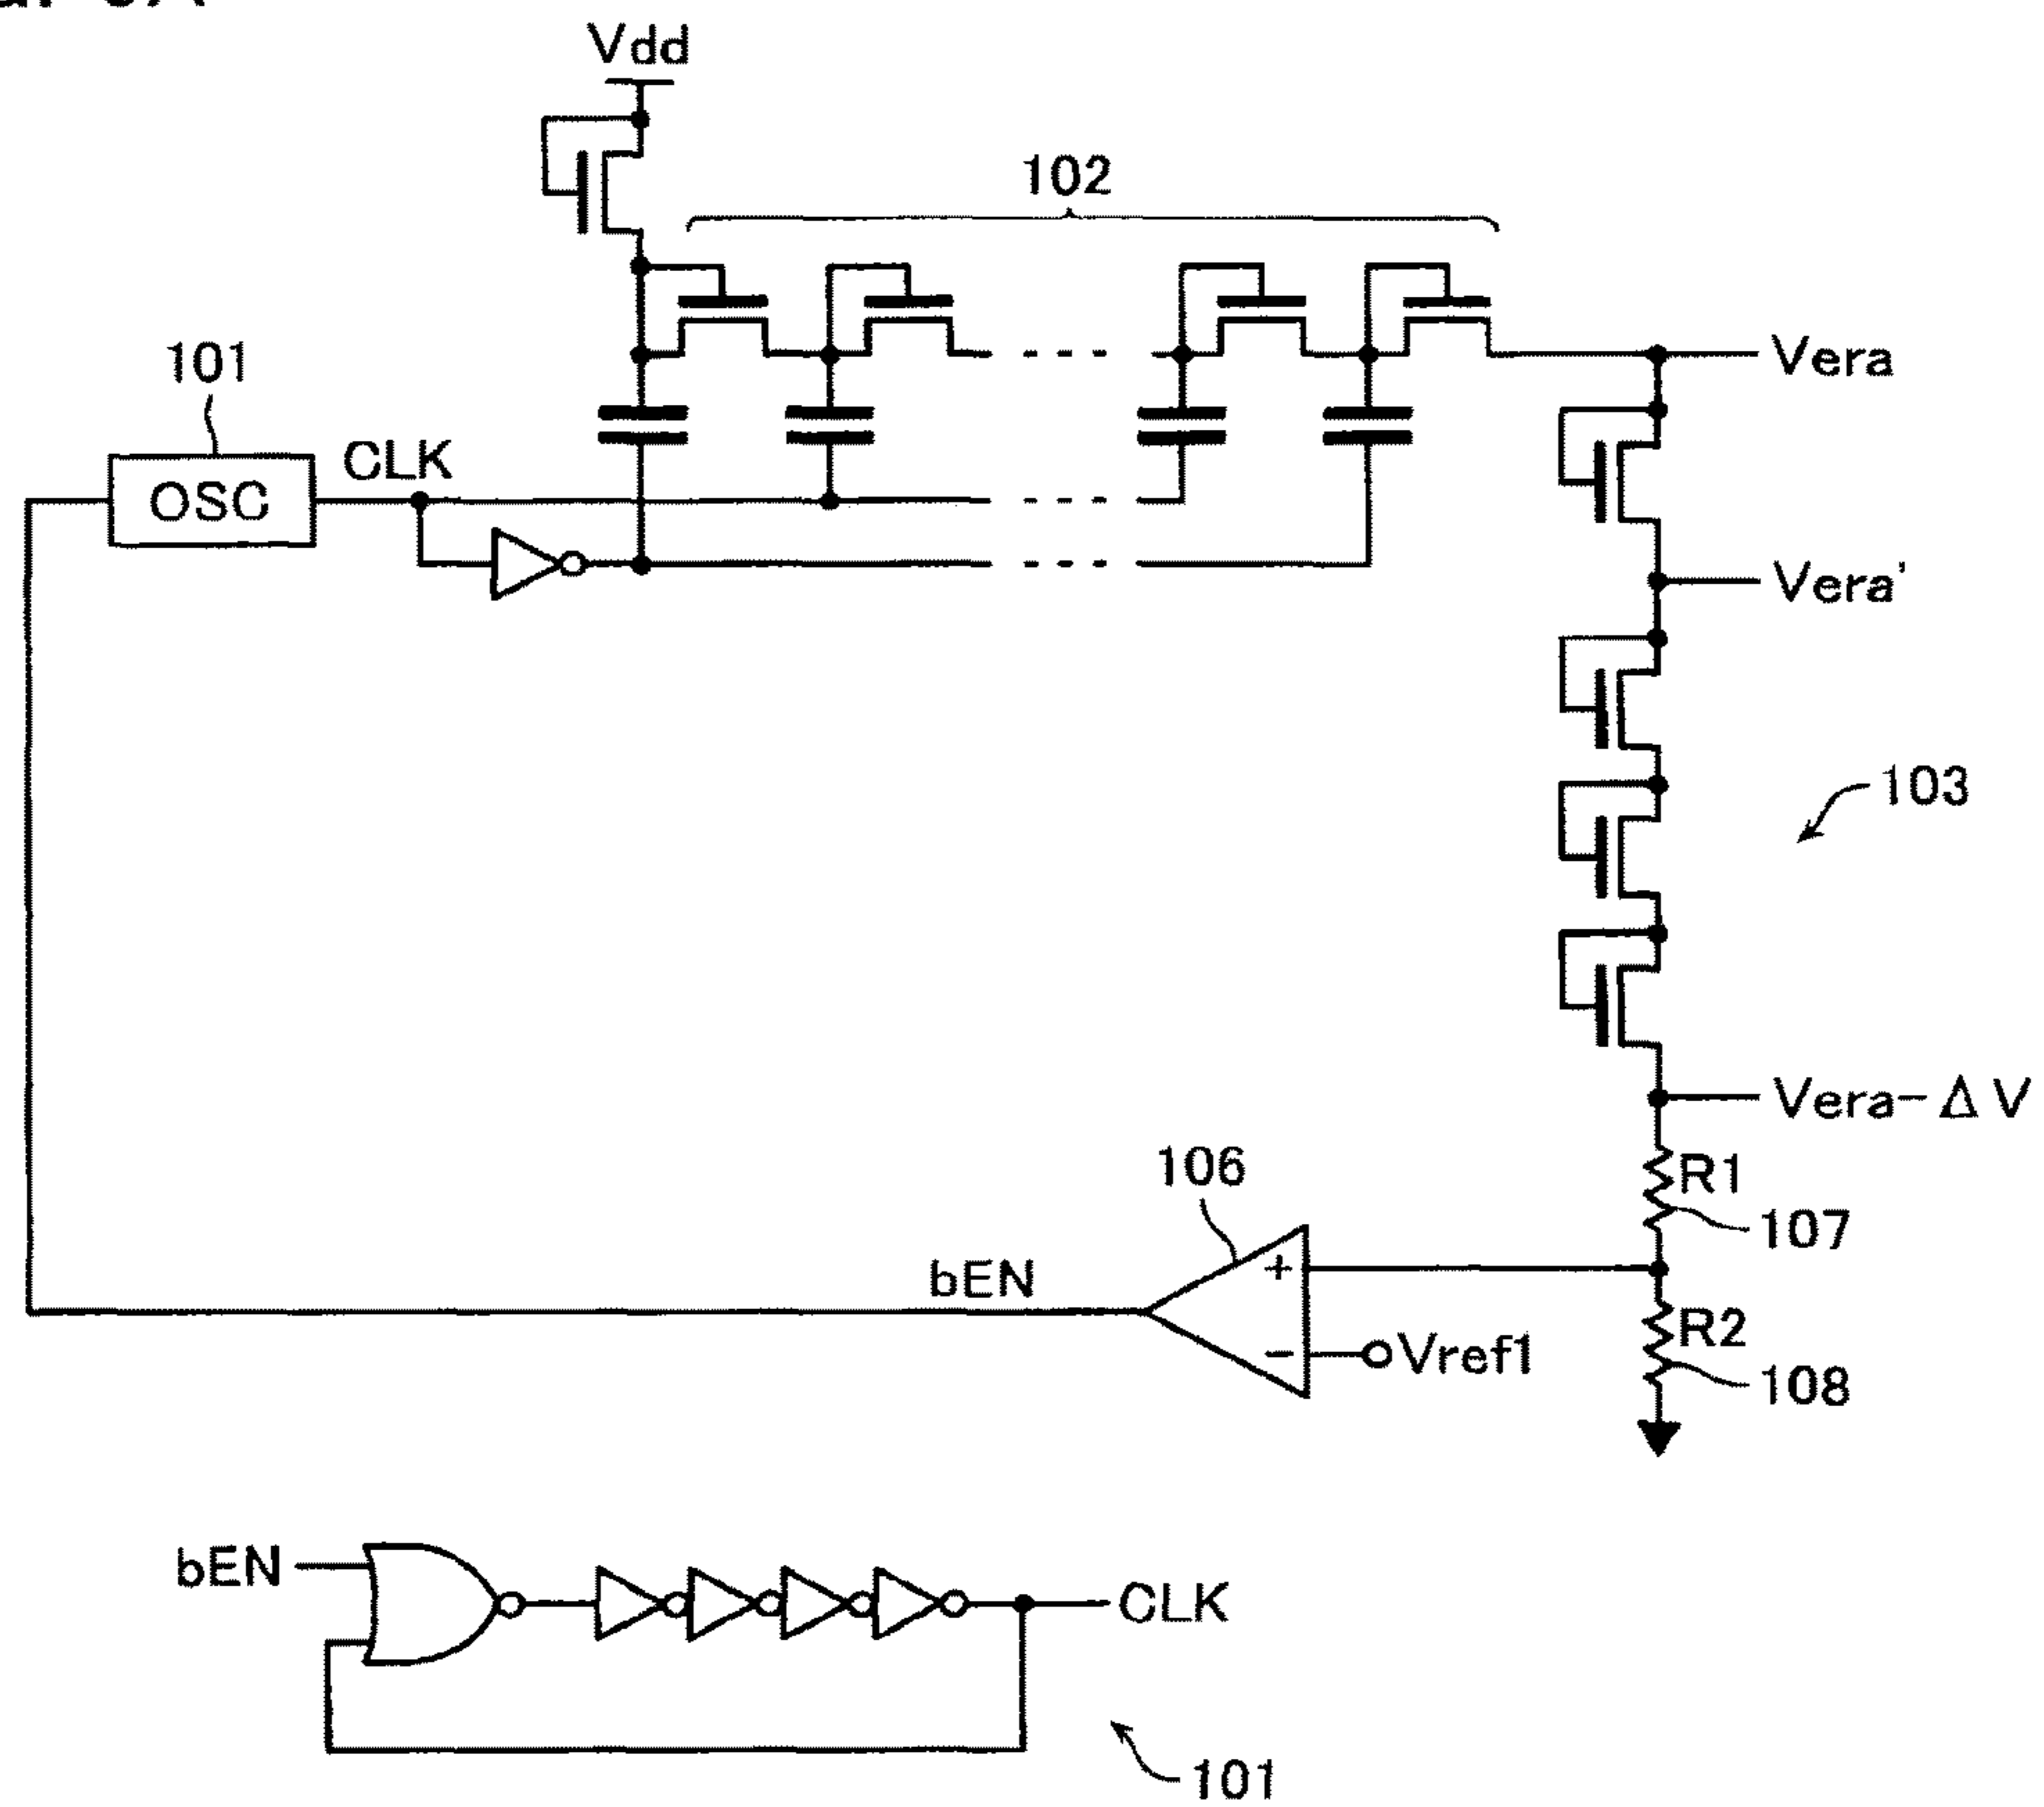 Vdd
102
101
CLK
OSC
Vera
Vera'
103
Vera-ΔV
106
R1
107
bEN
+
-
Vref1
R2
108
bEN
CLK
101